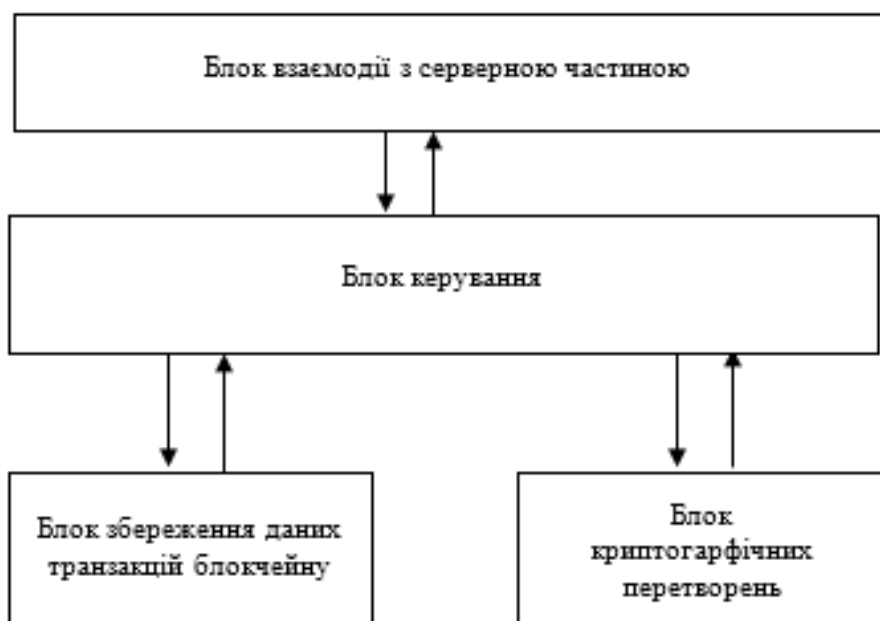 Блок взаємодії з серверною частиною
Блок керування
Блок збереження даних
транзакцій блокчейну
Блок
криптогарфічних
перетворень